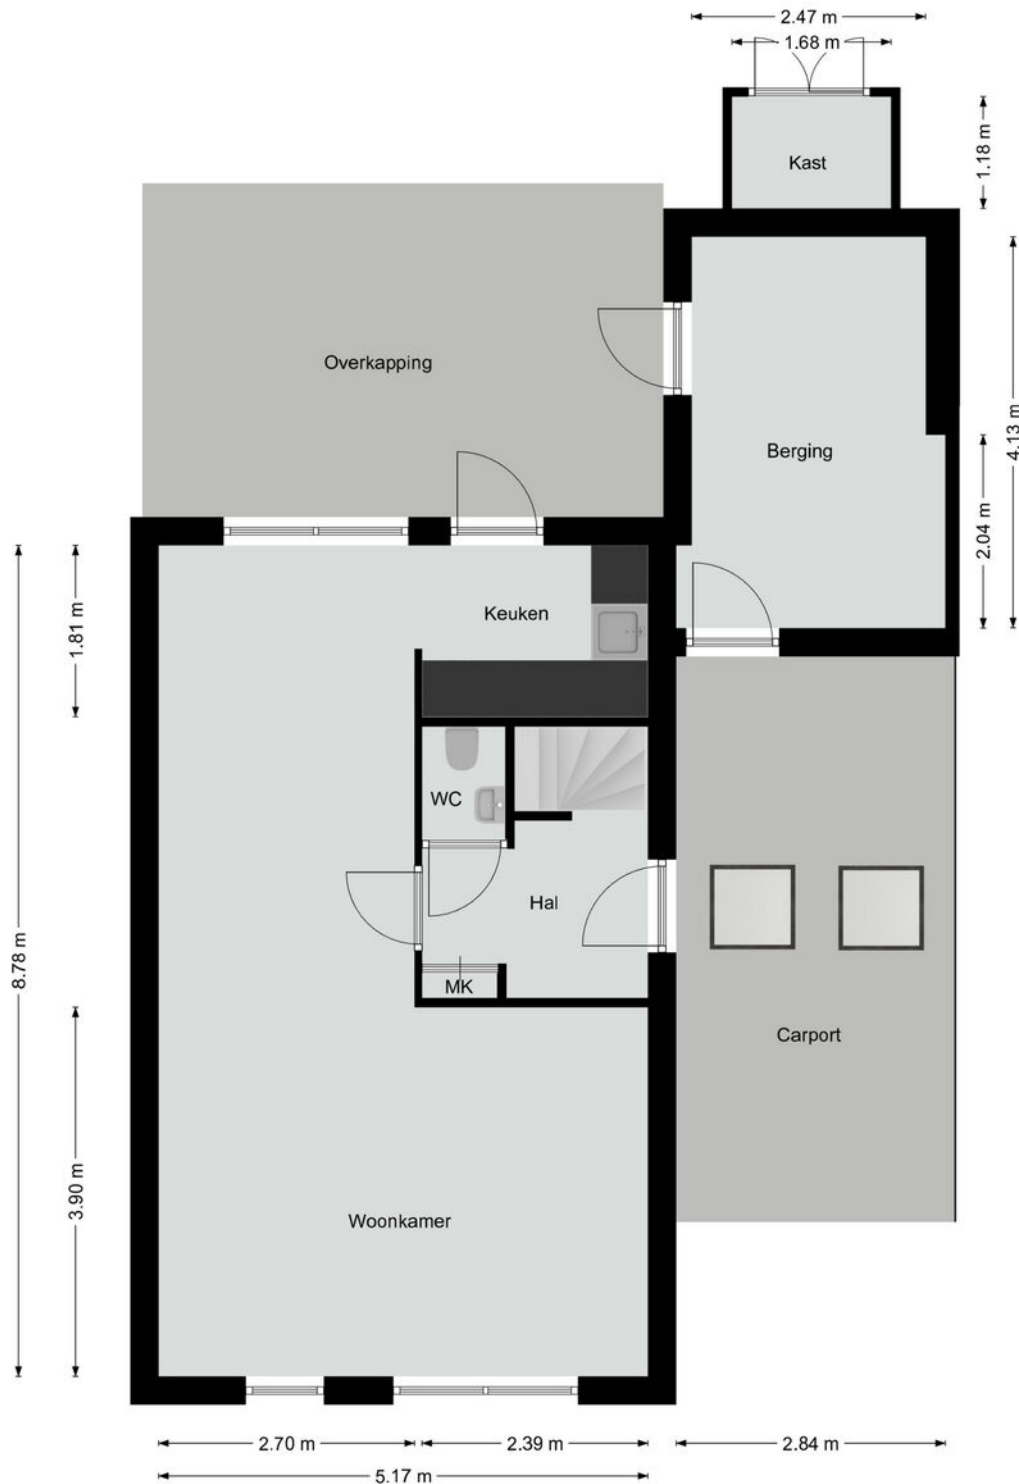 2.47 m
1.68 m
Kast
1.18 m
Overkapping
Berging
4.13 m
2.04 m
Keuken
1.81 m
WC
Hal
MK
8.78 m
Carport
3.90 m
Woonkamer
2.70 m
2.39 m
2.84 m
5.17 m